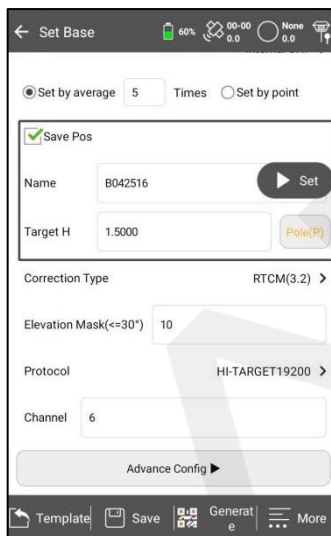 ← Set Base 60% 00-00 0.0 None 0.0
Set by average 5 Times Set by point
Save Pos
Name B042516 Set
Target H 1.5000 Pole(P)
Correction Type RTCM(3.2) >
Elevation Mask(<=30°) 10
Protocol HI-TARGET19200 >
Channel 6
Advance Config ▶
Template Save Generat
e More